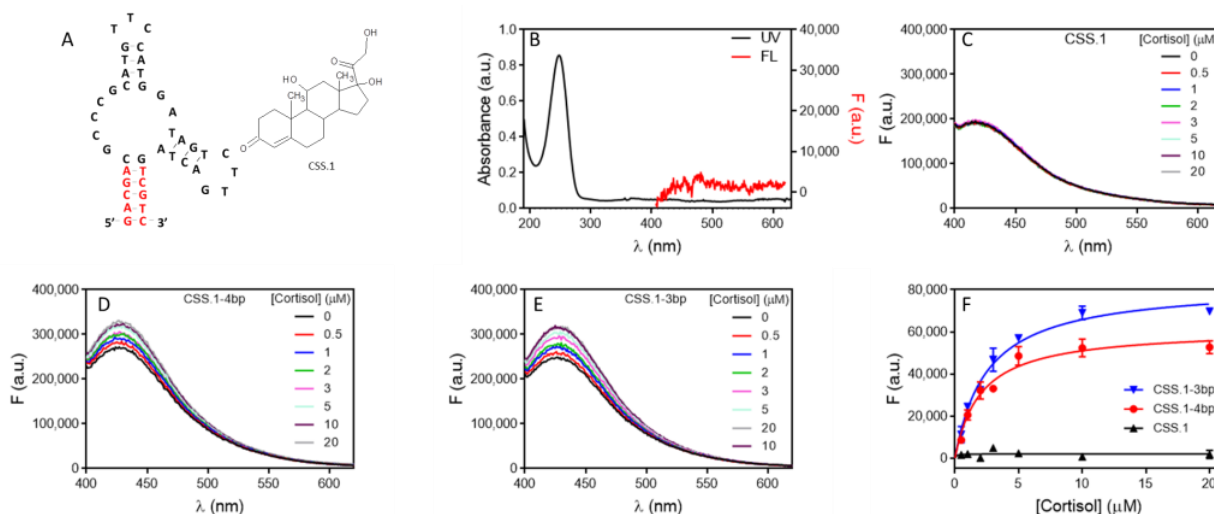 A
T T
T C
G A
T T
A G
C G
G
C A
C T
C A A G T C
G A T C A T
C G G T
A T
G C
C G
A T
G C
5’ 3’
OH
O
CH3
HO
OH
CH3
O
CSS.1
B
UV
FL
Absorbance (a.u.)
1.0
0.8
0.6
0.4
0.2
0.0
40,000
30,000
20,000
10,000
0
F (a.u.)
200 300 400 500 600
λ (nm)
C
CSS.1
[Cortisol] (μM)
0
0.5
1
2
3
5
10
20
F (a.u.)
400,000
300,000
200,000
100,000
0
400 450 500 550 600
λ (nm)
D
CSS.1-4bp
[Cortisol] (μM)
0
0.5
1
2
3
5
10
20
F (a.u.)
400,000
300,000
200,000
100,000
0
400 450 500 550 600
λ (nm)
E
CSS.1-3bp
[Cortisol] (μM)
0
0.5
1
2
3
5
20
10
F (a.u.)
400,000
300,000
200,000
100,000
0
400 450 500 550 600
λ (nm)
F
CSS.1-3bp
CSS.1-4bp
CSS.1
F (a.u.)
80,000
60,000
40,000
20,000
0
0 5 10 15 20
[Cortisol] (μM)